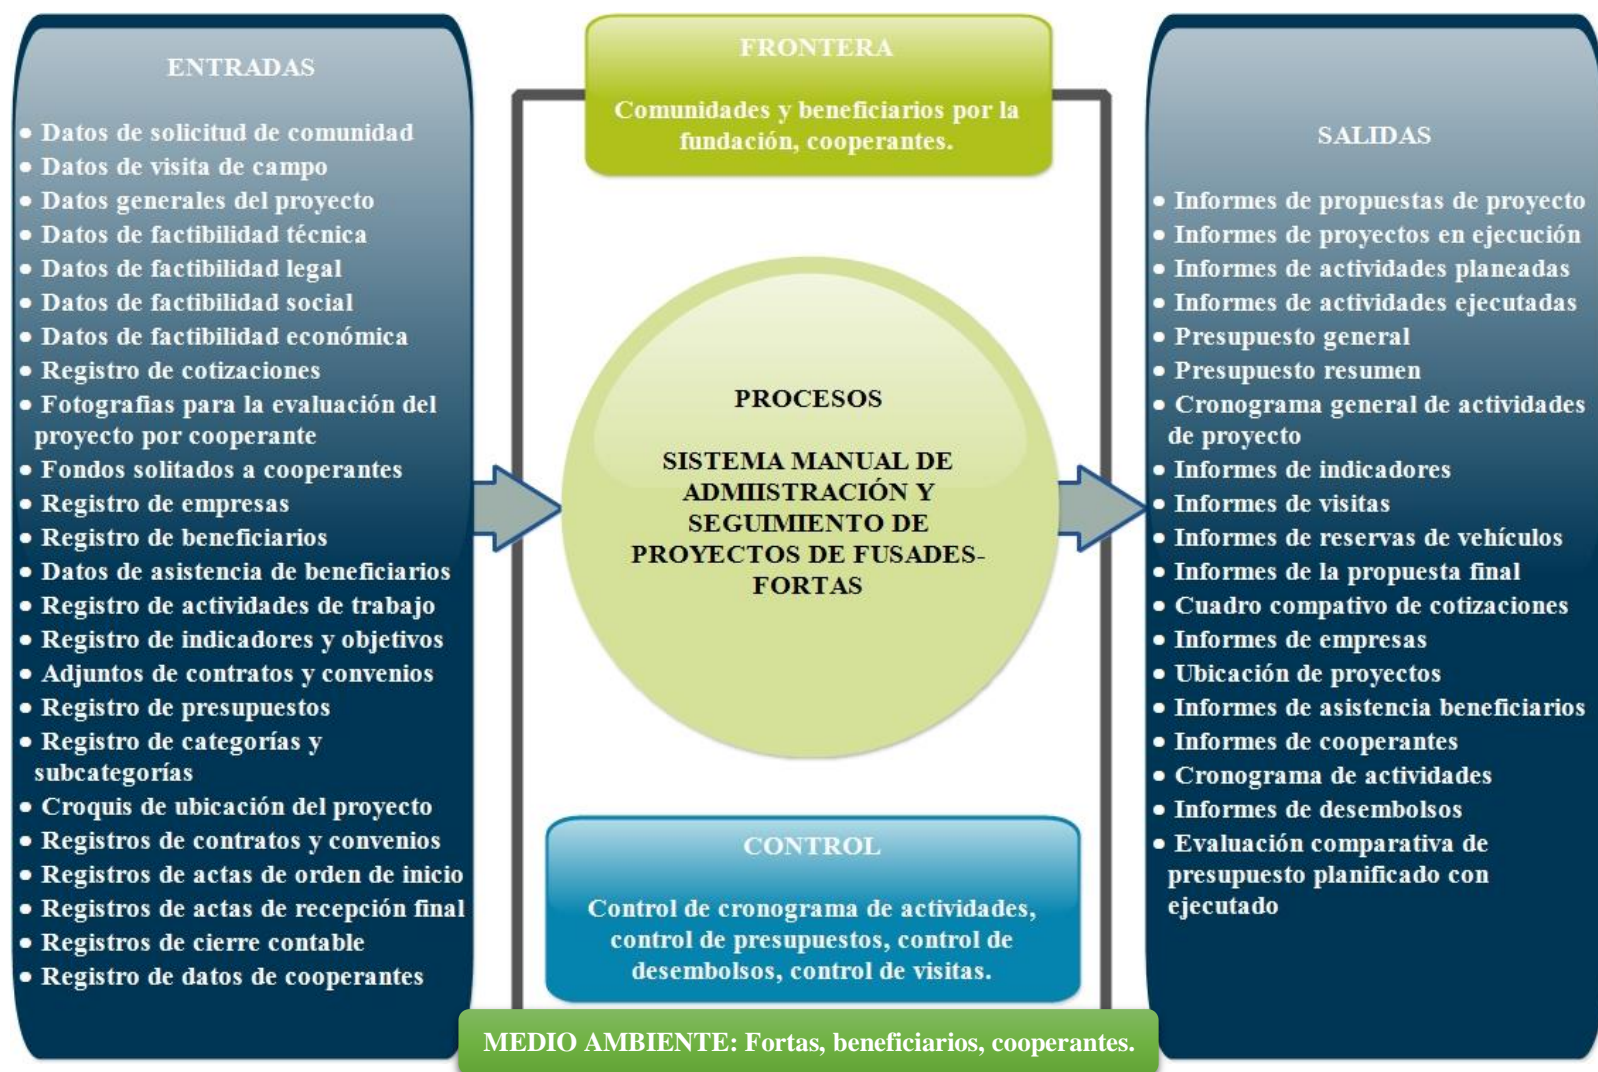 ENTRADAS
● Datos de solicitud de comunidad
● Datos de visita de campo
● Datos generales del proyecto
● Datos de factibilidad técnica
● Datos de factibilidad legal
● Datos de factibilidad social
● Datos de factibilidad económica
● Registro de cotizaciones
● Fotografias para la evaluación del
proyecto por cooperante
● Fondos solitados a cooperantes
● Registro de empresas
● Registro de beneficiarios
● Datos de asistencia de beneficiarios
● Registro de actividades de trabajo
● Registro de indicadores y objetivos
● Adjuntos de contratos y convenios
● Registro de presupuestos
● Registro de categorías y
subcategorías
● Croquis de ubicación del proyecto
● Registros de contratos y convenios
● Registros de actas de orden de inicio
● Registros de actas de recepción final
● Registros de cierre contable
● Registro de datos de cooperantes
FRONTERA
Comunidades y beneficiarios por la
fundación, cooperantes.
PROCESOS
SISTEMA MANUAL DE
ADMIISTRACIÓN Y
SEGUIMIENTO DE
PROYECTOS DE FUSADES-
FORTAS
CONTROL
Control de cronograma de actividades,
control de presupuestos, control de
desembolsos, control de visitas.
MEDIO AMBIENTE: Fortas, beneficiarios, cooperantes.
SALIDAS
● Informes de propuestas de proyecto
● Informes de proyectos en ejecución
● Informes de actividades planeadas
● Informes de actividades ejecutadas
● Presupuesto general
● Presupuesto resumen
● Cronograma general de actividades
de proyecto
● Informes de indicadores
● Informes de visitas
● Informes de reservas de vehículos
● Informes de la propuesta final
● Cuadro compativo de cotizaciones
● Informes de empresas
● Ubicación de proyectos
● Informes de asistencia beneficiarios
● Informes de cooperantes
● Cronograma de actividades
● Informes de desembolsos
● Evaluación comparativa de
presupuesto planificado con
ejecutado